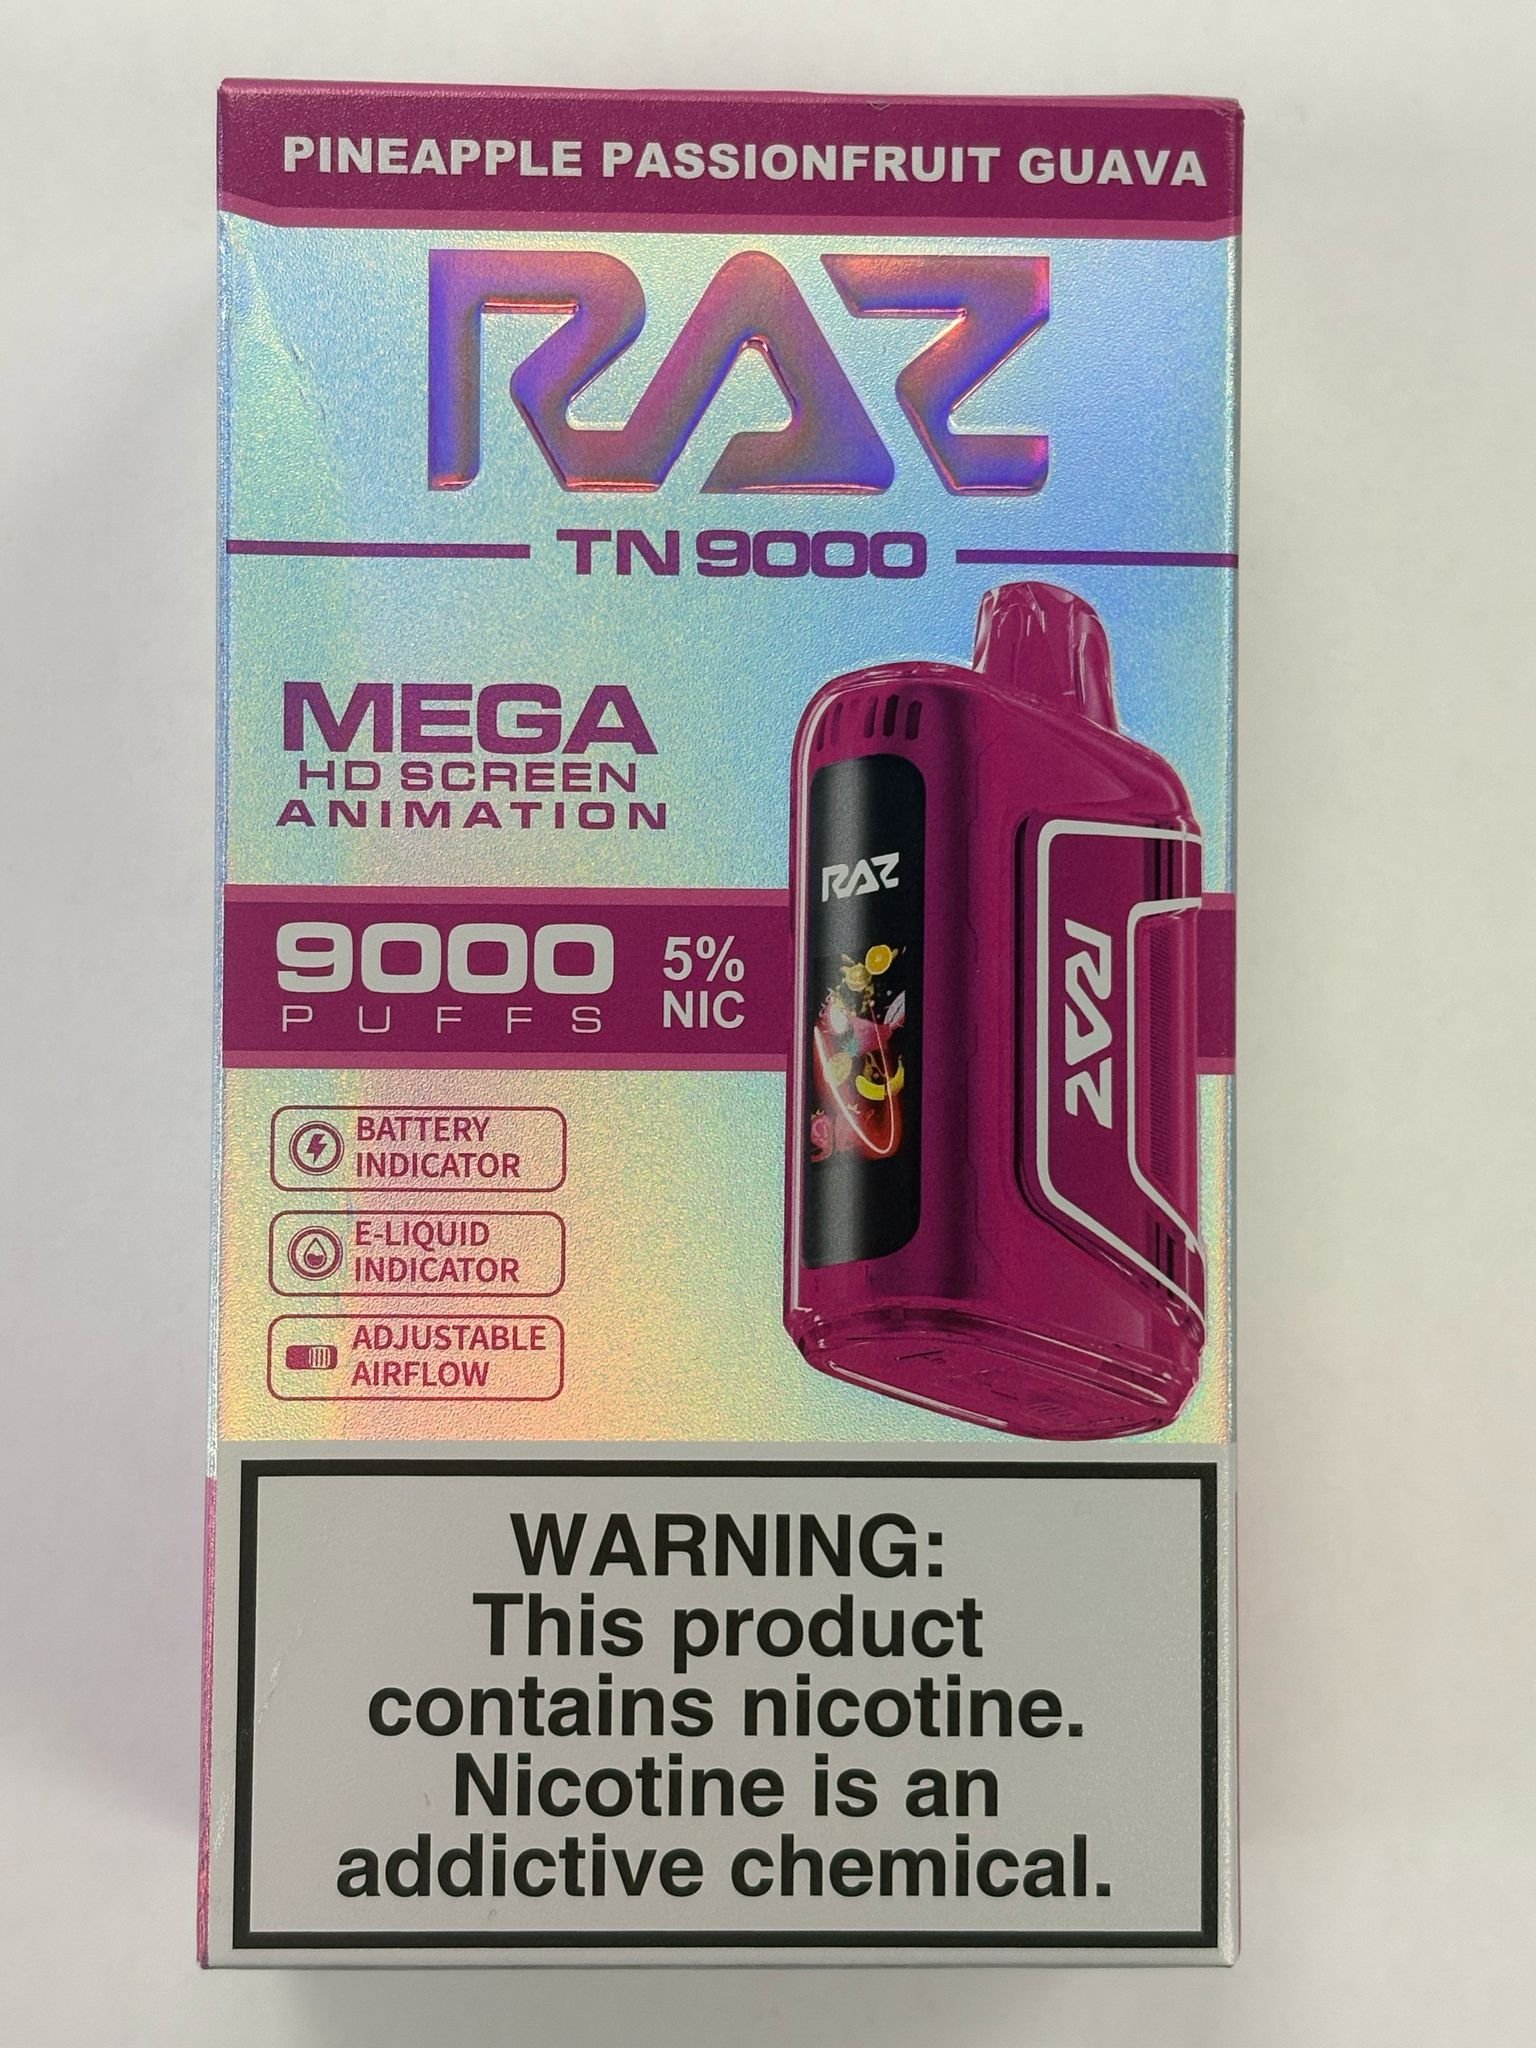 PINEAPPLE PASSIONFRUIT GUAVA
RAZ
TN 9000
MEGA
HD SCREEN
ANIMATION
9000
PUFFS
5%
NIC
RAZ
RAZ
BATTERY
INDICATOR
E-LIQUID
INDICATOR
ADJUSTABLE
AIRFLOW
WARNING:
This product
contains nicotine.
Nicotine is an
addictive chemical.